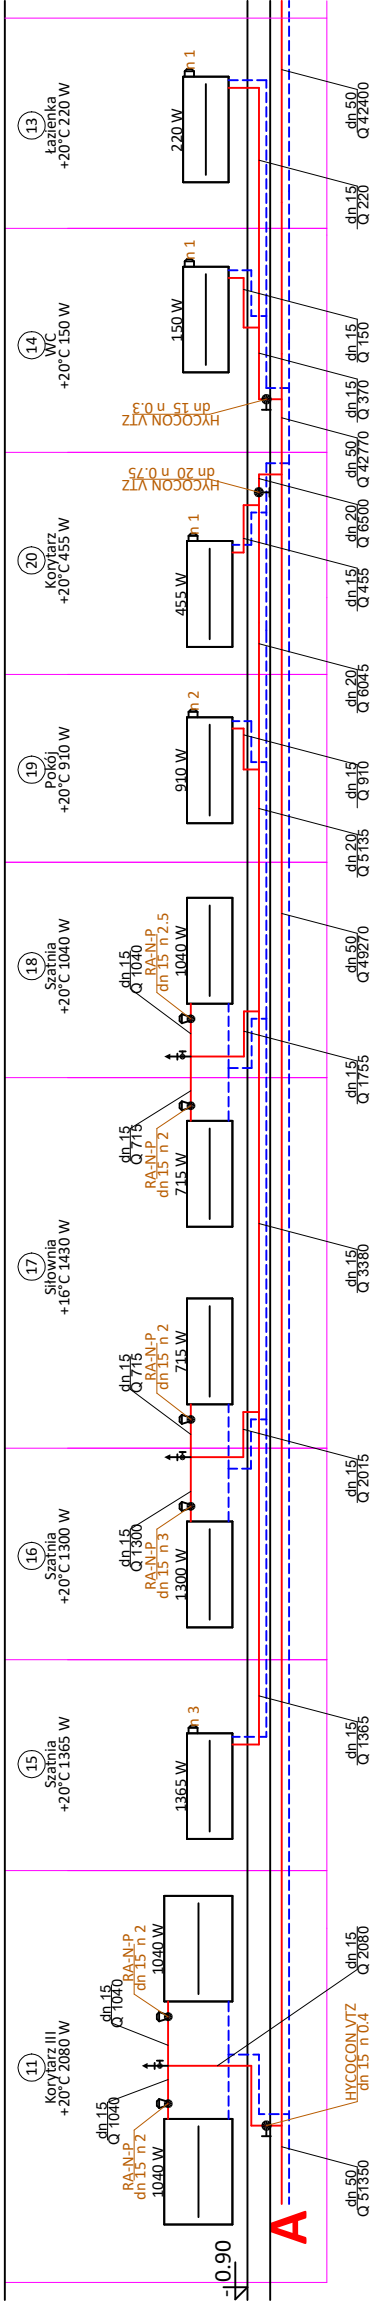 11
Korytarz III
+20°C 2080 W
15
Szatnia
+20°C 1365 W
16
Szatnia
+20°C 1300 W
17
Siłownia
+16°C 1430 W
18
Szatnia
+20°C 1040 W
19
Pokój
+20°C 910 W
20
Korytarz
+20°C 455 W
14
WC
+20°C 150 W
13
Łazienka
+20°C 220 W
dn 15
Q 1040
RA-N-P
dn 15 n 2
1040 W
dn 15
Q 1040
RA-N-P
dn 15 n 2
1040 W
1365 W
n 3
dn 15
Q 1300
RA-N-P
dn 15 n 3
1300 W
dn 15
Q 715
RA-N-P
dn 15 n 2
715 W
dn 15
Q 715
RA-N-P
dn 15 n 2
715 W
dn 15
Q 1040
RA-N-P
dn 15 n 2.5
1040 W
910 W
n 2
455 W
n 1
HYCOCON VTZ
dn 20 n 0.75
HYCOCON VTZ
dn 15 n 0.3
150 W
n 1
220 W
n 1
-0.90
A
dn 50
Q 51350
HYCOCON VTZ
dn 15 n 0.4
dn 15
Q 2080
dn 15
Q 1365
dn 15
Q 2015
dn 15
Q 3380
dn 15
Q 1755
dn 50
Q 49270
dn 20
Q 5135
dn 15
Q 910
dn 20
Q 6045
dn 15
Q 455
dn 20
Q 6500
dn 50
Q 42770
dn 15
Q 370
dn 15
Q 150
dn 15
Q 220
dn 50
Q 42400